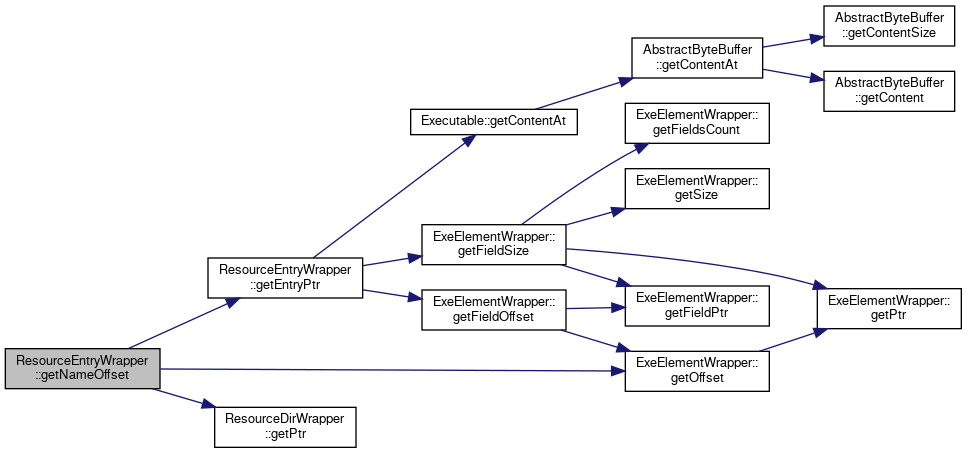 AbstractByteBuffer
::getContentSize
AbstractByteBuffer
::getContentAt
AbstractByteBuffer
::getContent
Executable::getContentAt
ExeElementWrapper::
getFieldsCount
ExeElementWrapper::
getSize
ExeElementWrapper::
getFieldSize
ResourceEntryWrapper
::getEntryPtr
ExeElementWrapper::
getFieldOffset
ExeElementWrapper::
getFieldPtr
ExeElementWrapper::
getPtr
ResourceEntryWrapper
::getNameOffset
ExeElementWrapper::
getOffset
ResourceDirWrapper
::getPtr